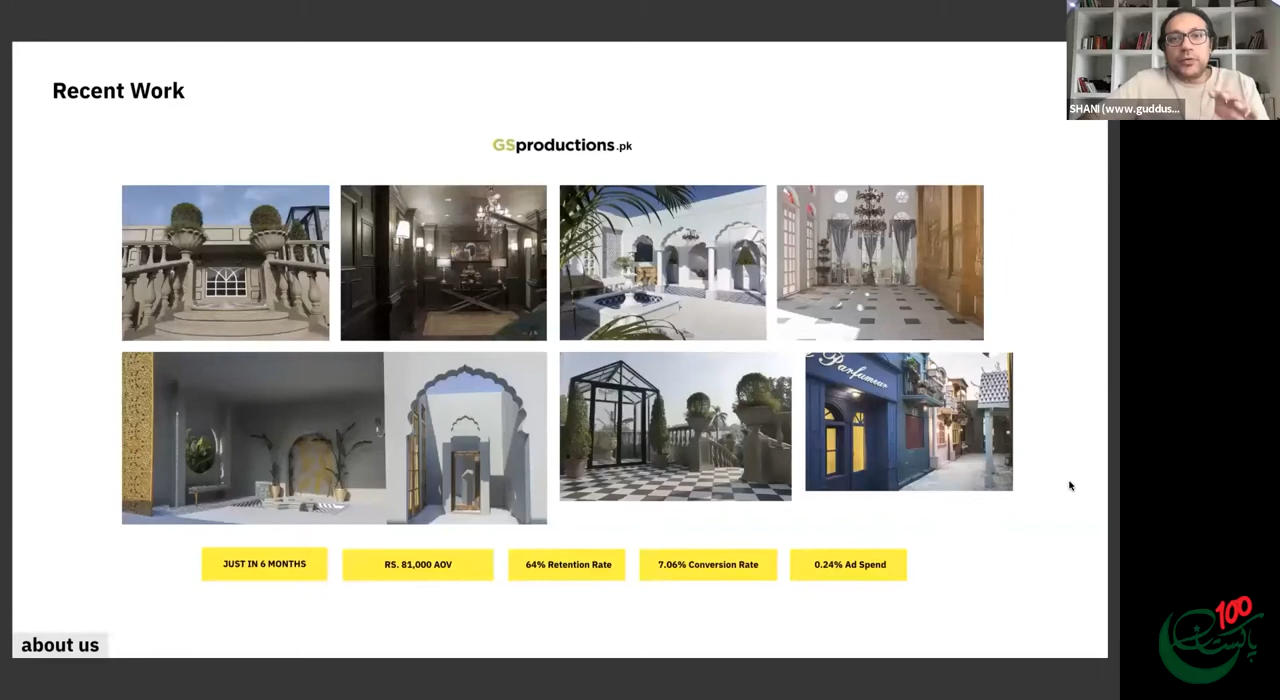 SHANI (www.guddus...
Recent Work
GSproductions.pk
Parfumeur
JUST IN 6 MONTHS
RS. 81,000 AOV
64% Retention Rate
7.06% Conversion Rate
0.24% Ad Spend
about us
100
پاکستان